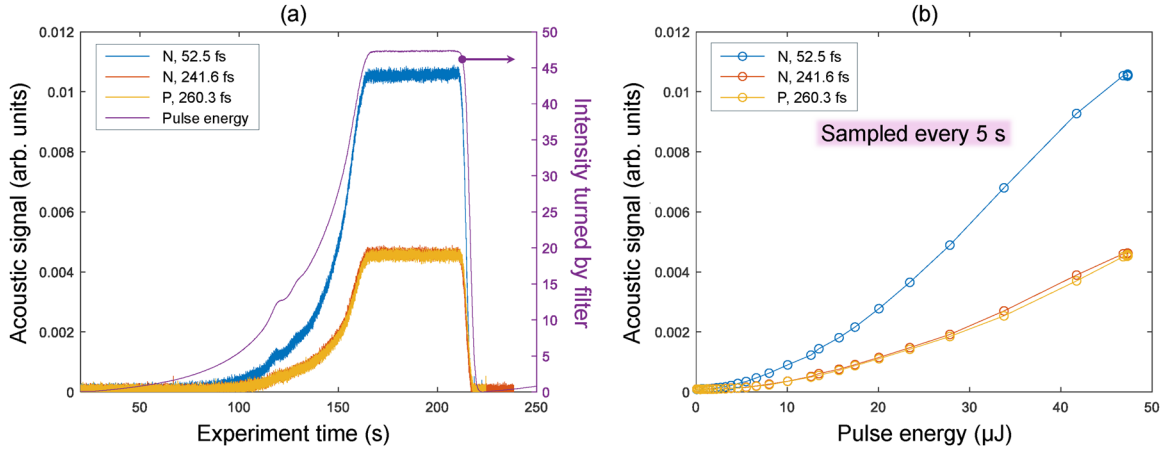 (a)
0.012
0.01
0.008
0.006
0.004
0.002
0
Acoustic signal (arb. units)
N, 52.5 fs
N, 241.6 fs
P, 260.3 fs
Pulse energy
50
45
40
35
30
25
20
15
10
5
0
Intensity turned by filter
50
100
150
200
250
Experiment time (s)
(b)
0.012
0.01
0.008
0.006
0.004
0.002
0
Acoustic signal (arb. units)
N, 52.5 fs
N, 241.6 fs
P, 260.3 fs
Sampled every 5 s
0
10
20
30
40
50
Pulse energy (μJ)